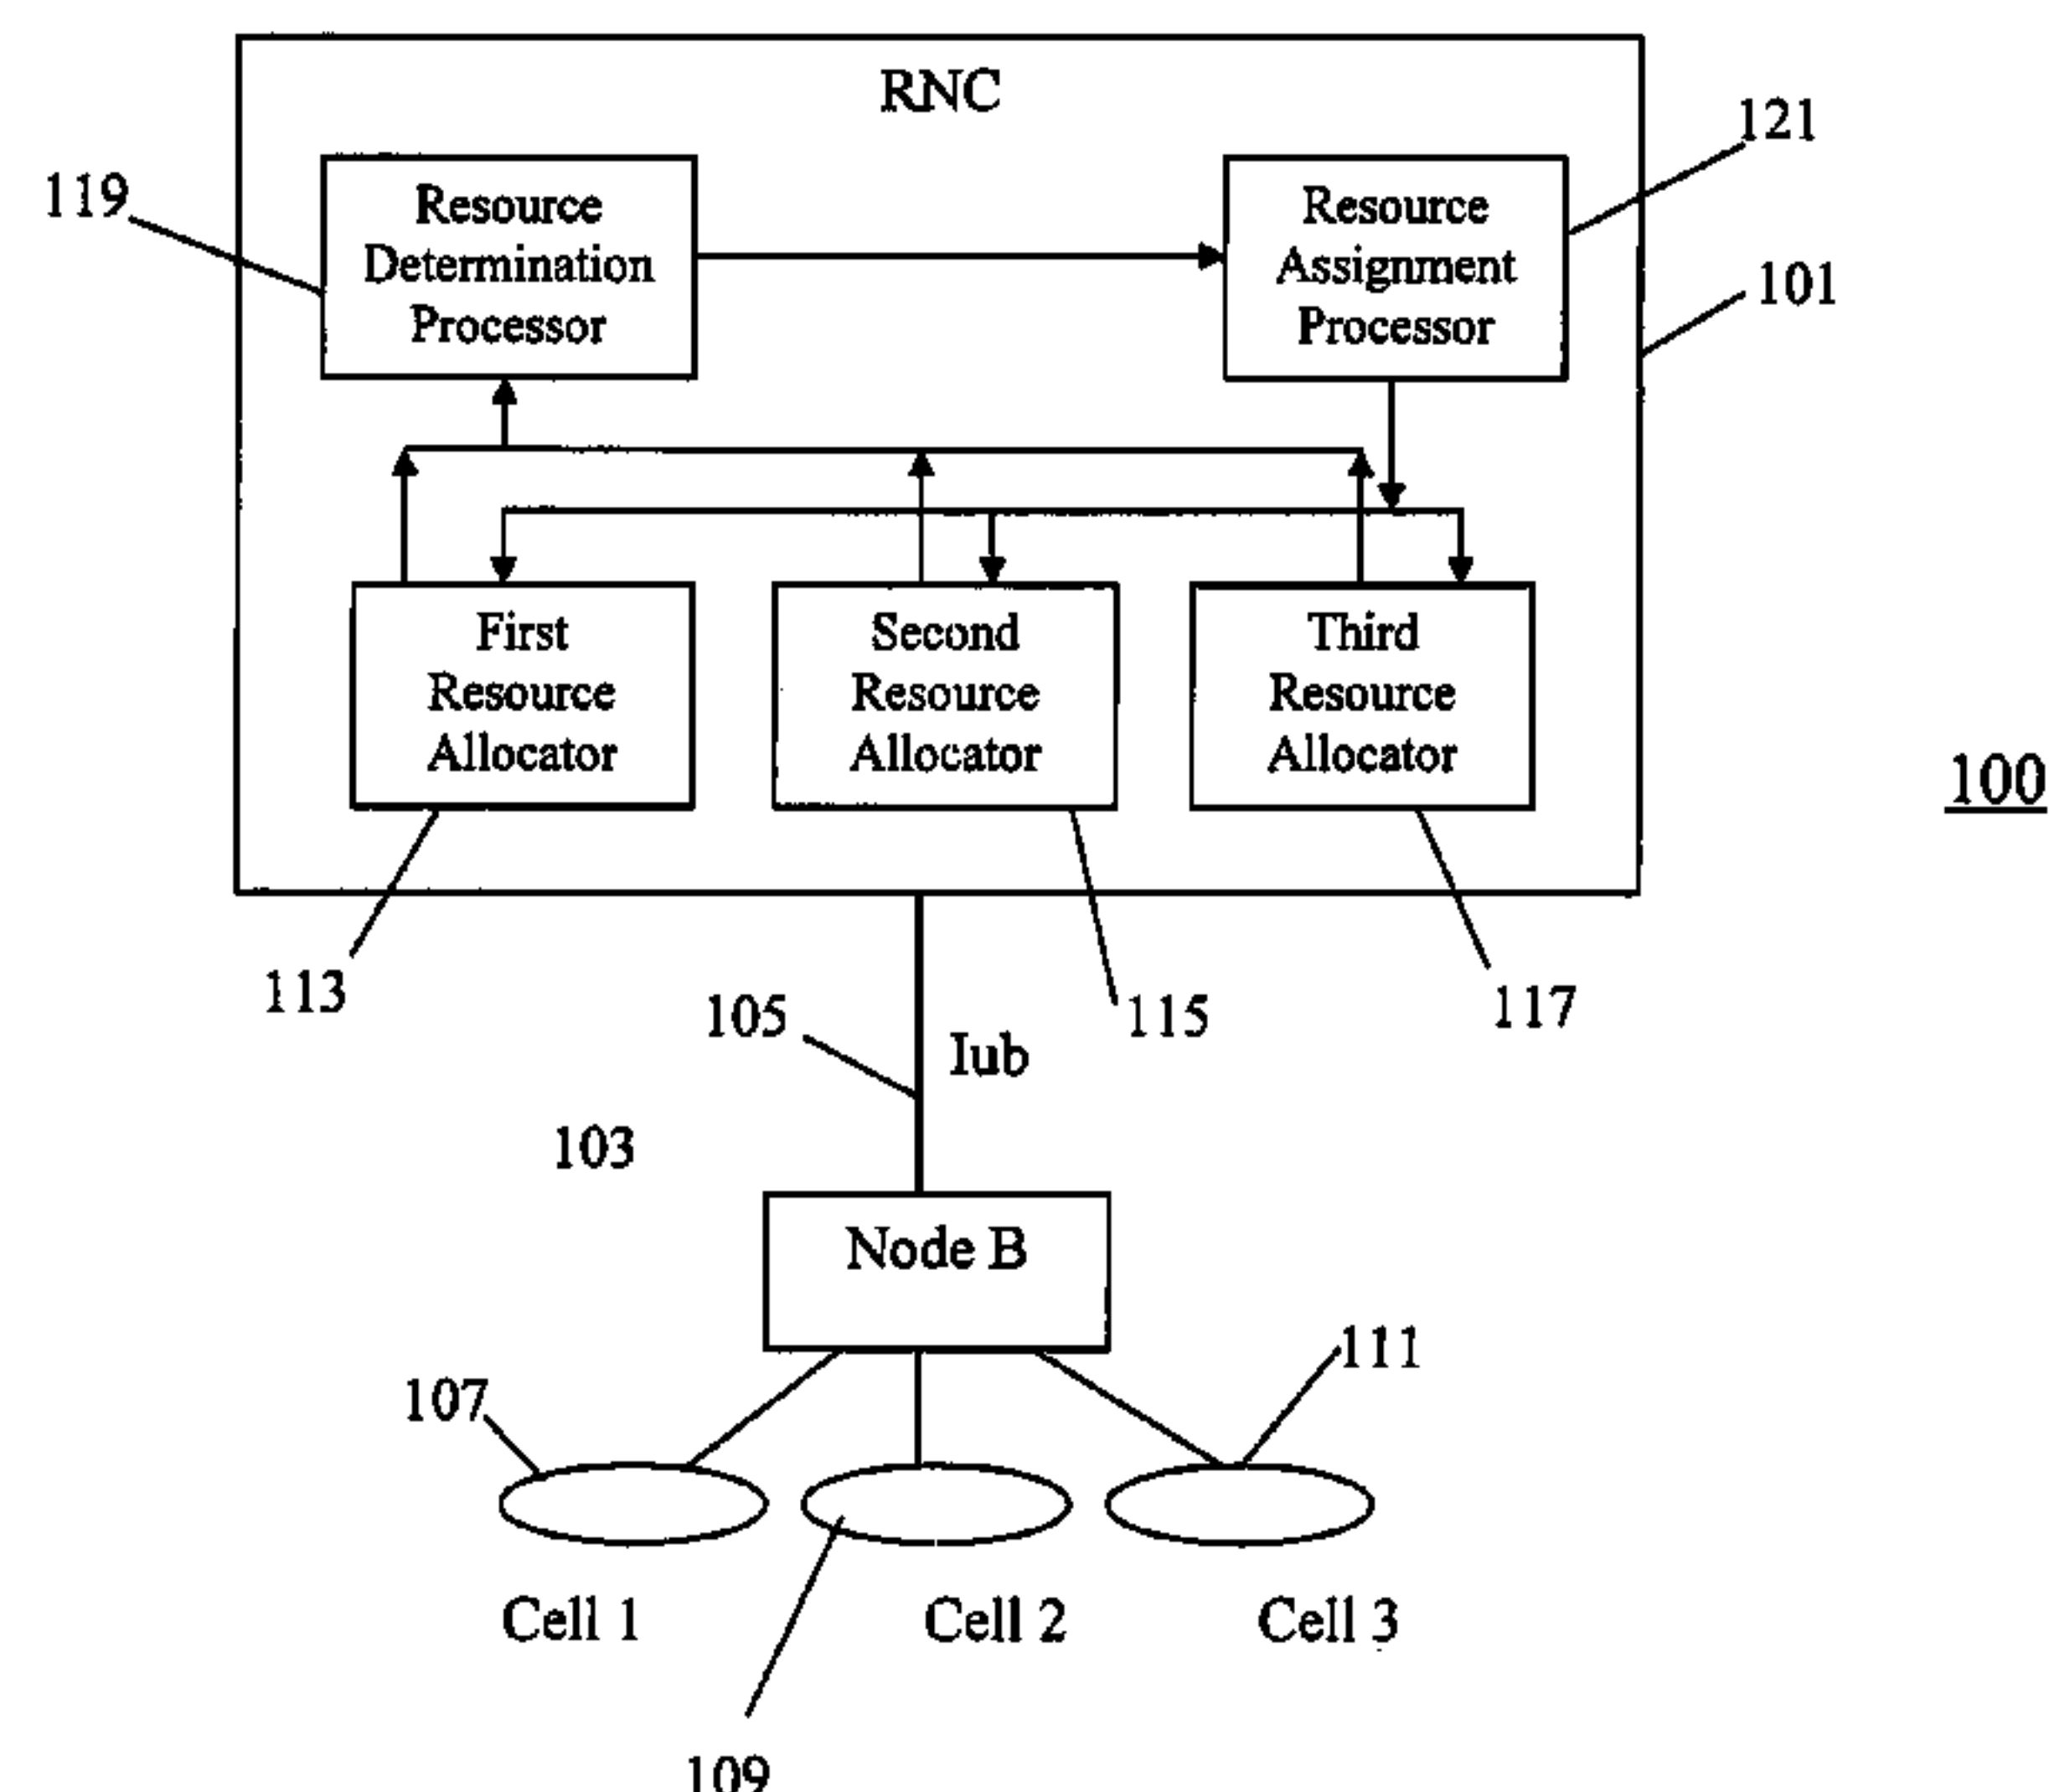 RNC
121
119
Resource
Determination
Processor
Resource
Assignment
Processor
101
First
Resource
Allocator
Second
Resource
Allocator
Third
Resource
Allocator
100
113
105
115
117
Iub
103
Node B
111
107
Cell 1
Cell 2
Cell 3
109